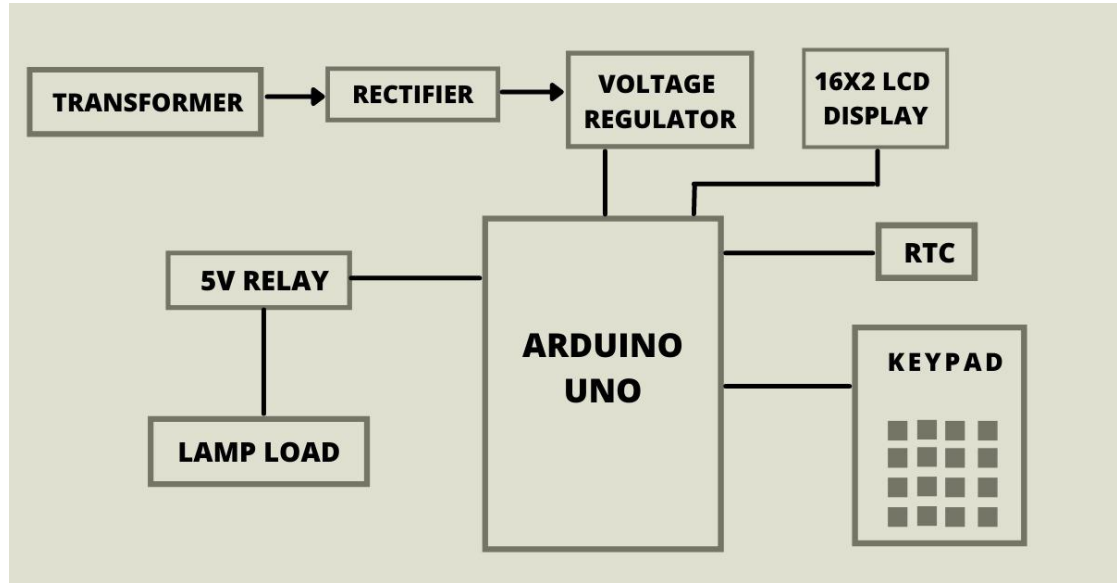 TRANSFORMER
RECTIFIER
VOLTAGE
REGULATOR
16X2 LCD
DISPLAY
5V RELAY
RTC
ARDUINO
UNO
KEYPAD
LAMP LOAD